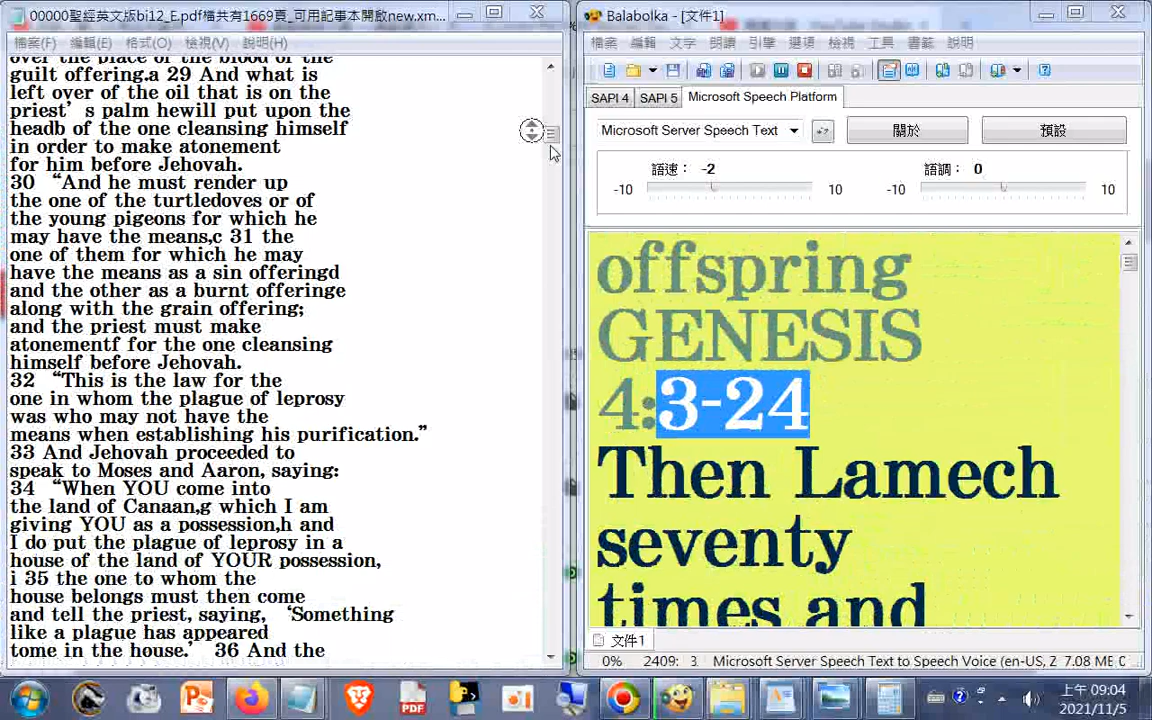 00000聖經英文版bi12_E.pdf檔共有1669頁_可用記事本開啟new.xm...
檔案(F) 編輯(E) 格式(O) 檢視(V) 說明(H)
over the place of the blood of the
guilt offering.a 29 And what is
left over of the oil that is on the
priest’s palm hewill put upon the
headb of the one cleansing himself
in order to make atonement
for him before Jehovah.
30 “And he must render up
the one of the turtledoves or of
the young pigeons for which he
may have the means,c 31 the
one of them for which he may
have the means as a sin offeringd
and the other as a burnt offeringe
along with the grain offering;
and the priest must make
atonementf for the one cleansing
himself before Jehovah.
32 “This is the law for the
one in whom the plague of leprosy
was who may not have the
means when establishing his purification.”
33 And Jehovah proceeded to
speak to Moses and Aaron, saying:
34 “When YOU come into
the land of Canaan,g which I am
giving YOU as a possession,h and
I do put the plague of leprosy in a
house of the land of YOUR possession,
i 35 the one to whom the
house belongs must then come
and tell the priest, saying, ‘Something
like a plague has appeared
tome in the house.’ 36 And the
Balabolka - [文件1]
檔案 編輯 文字 朗讀 引擎 選項 檢視 工具 書籤 說明
SAPI 4 SAPI 5 Microsoft Speech Platform
Microsoft Server Speech Text 關於 預設
語速： -2 語調： 0
-10 10 -10 10
offspring
GENESIS
4:3-24
Then Lamech
seventy
times and
文件1
0% 2409: 3 Microsoft Server Speech Text to Speech Voice (en-US, Z 7.08 ME
上午 09:04
2021/11/5